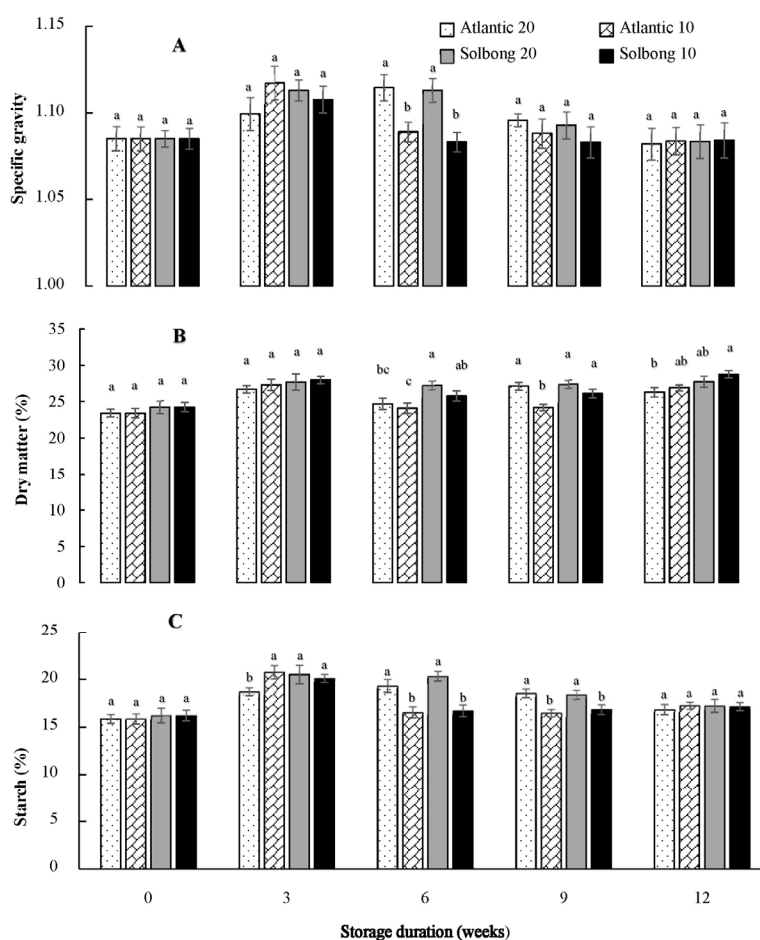 1.15
A
Atlantic 20
Atlantic 10
Solbong 20
Solbong 10
a a a a
a a a a
a b a b
a a a a
a a a a
1.10
1.05
1.00
Specific gravity
B
35
30
25
20
15
10
5
0
Dry matter (%)
a a a a
a a a a
bc c a ab
a b a a
b ab ab a
C
25
20
15
10
5
0
Starch (%)
a a a a
b a a a
a b a b
a b a b
a a a a
0 3 6 9 12
Storage duration (weeks)